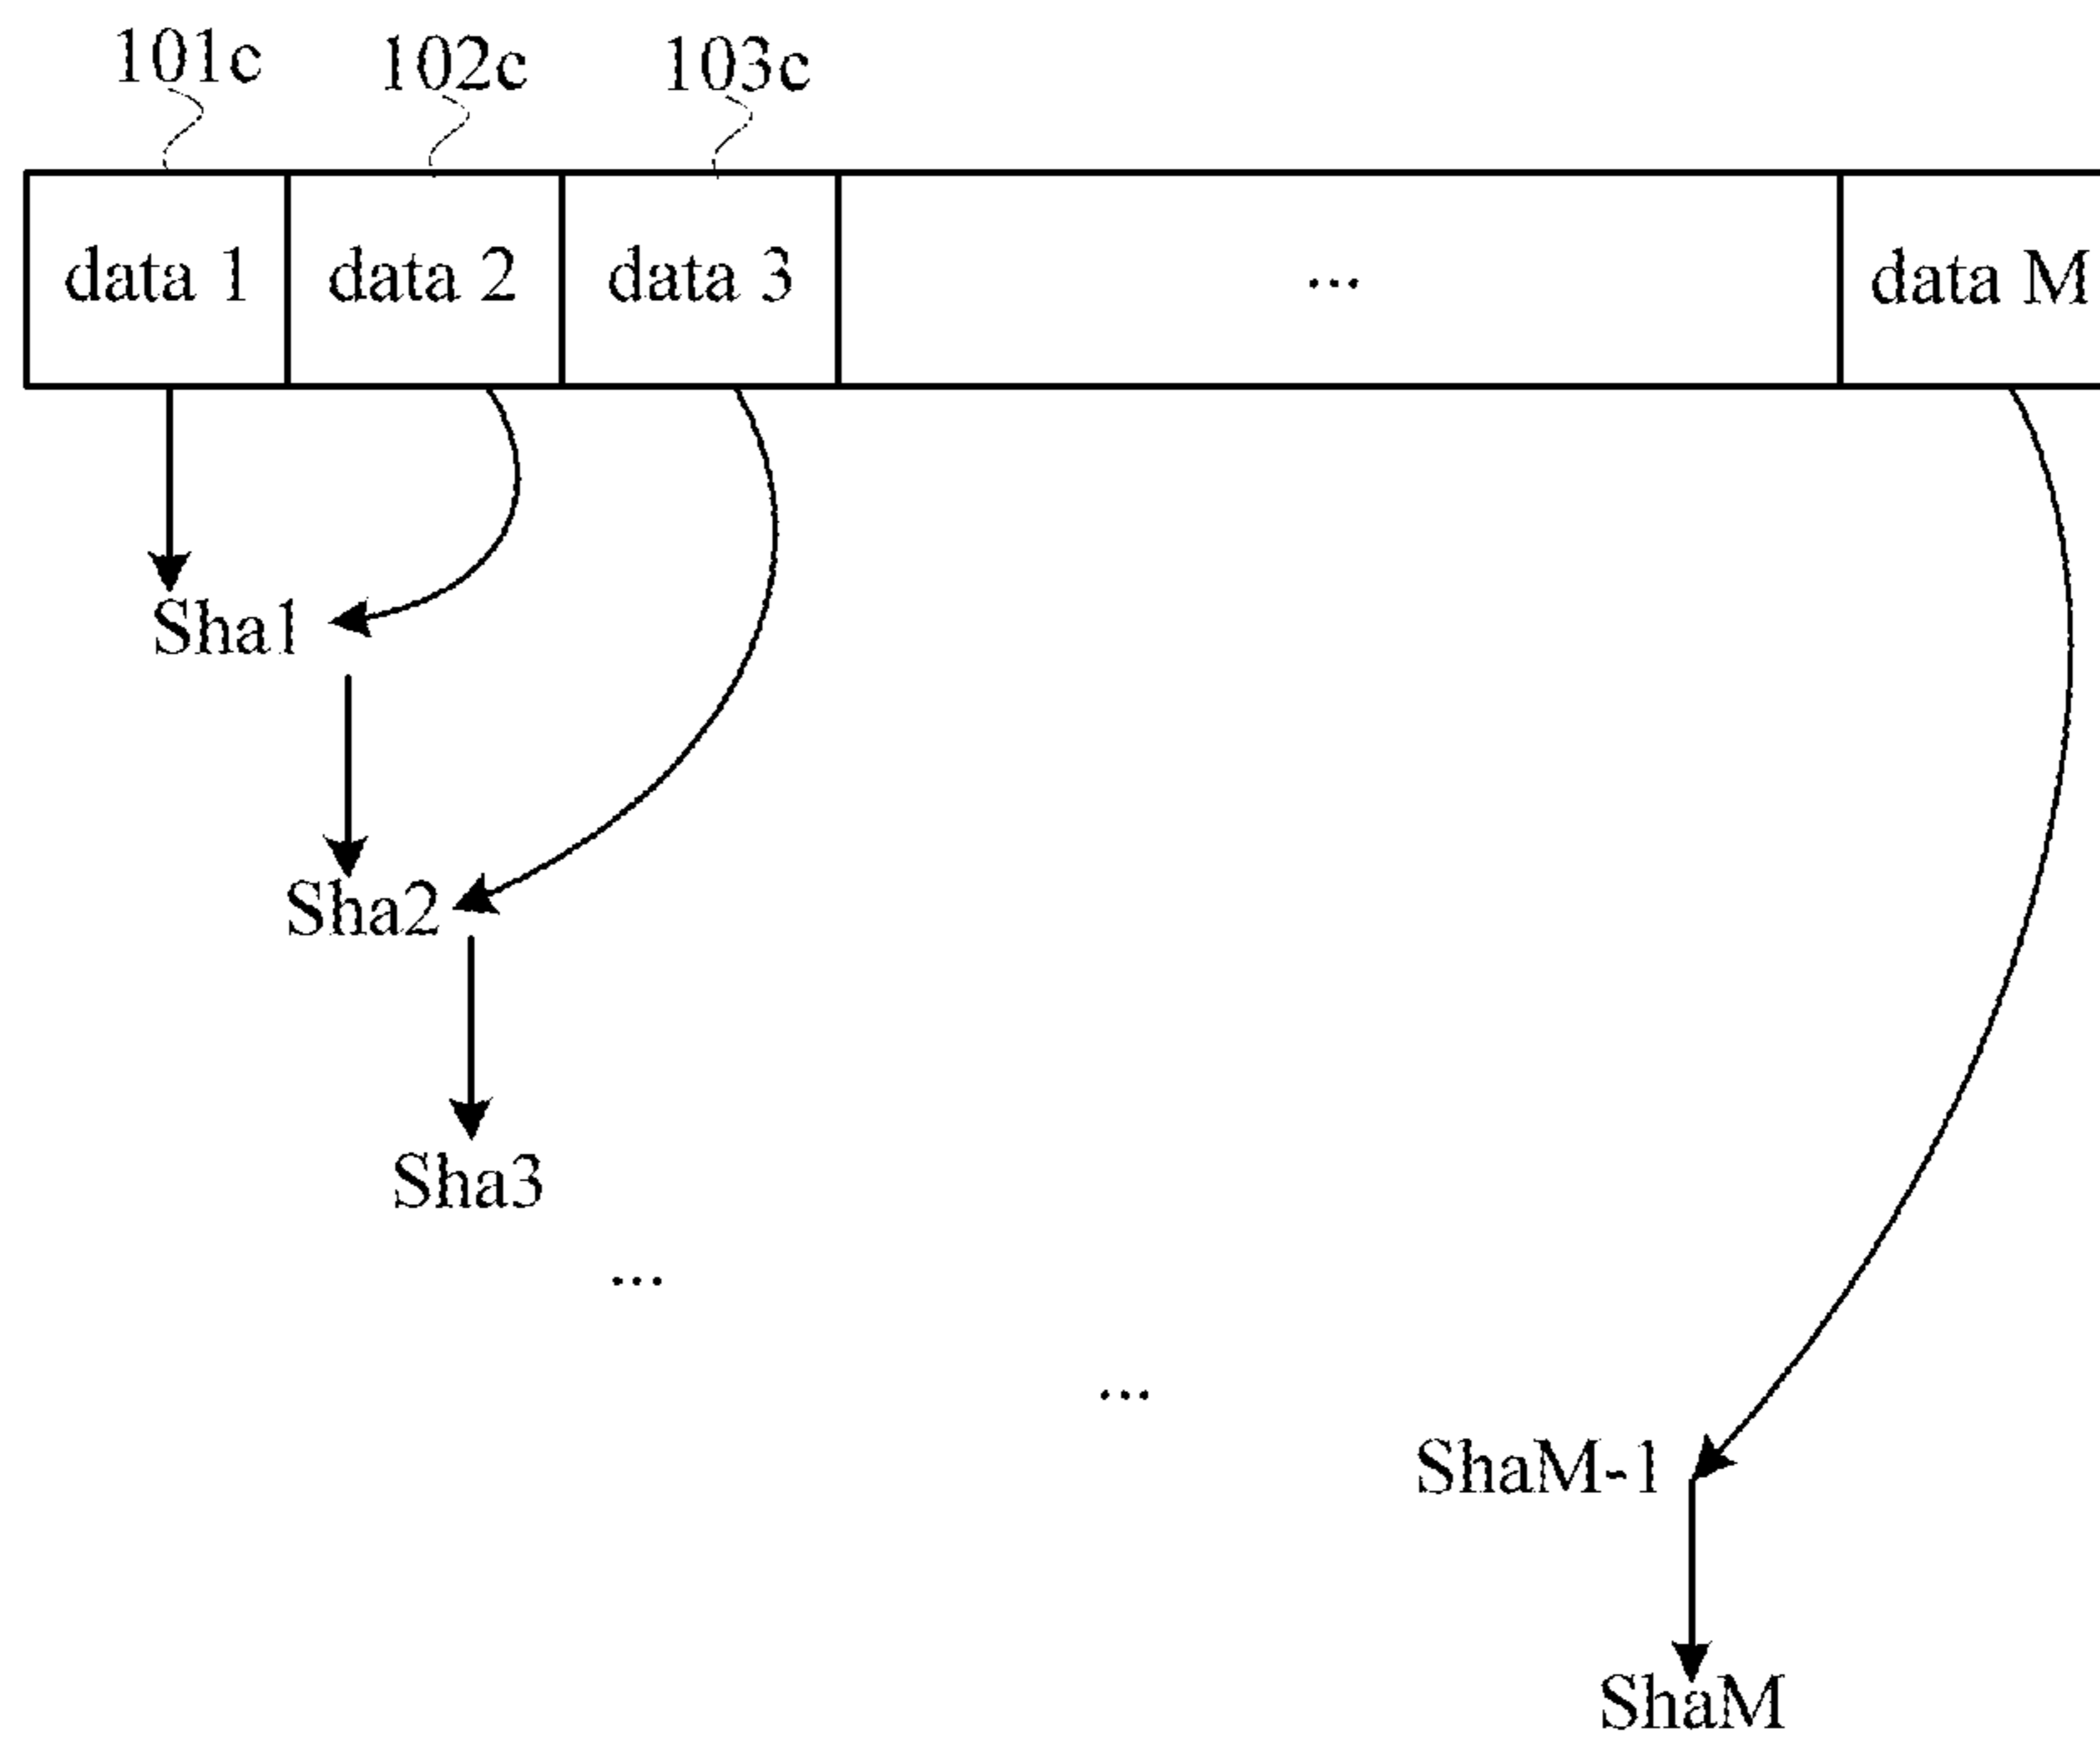 101c 102c 103c
data 1 data 2 data 3 ... data M
Sha1
Sha2
Sha3
...
...
ShaM-1
ShaM